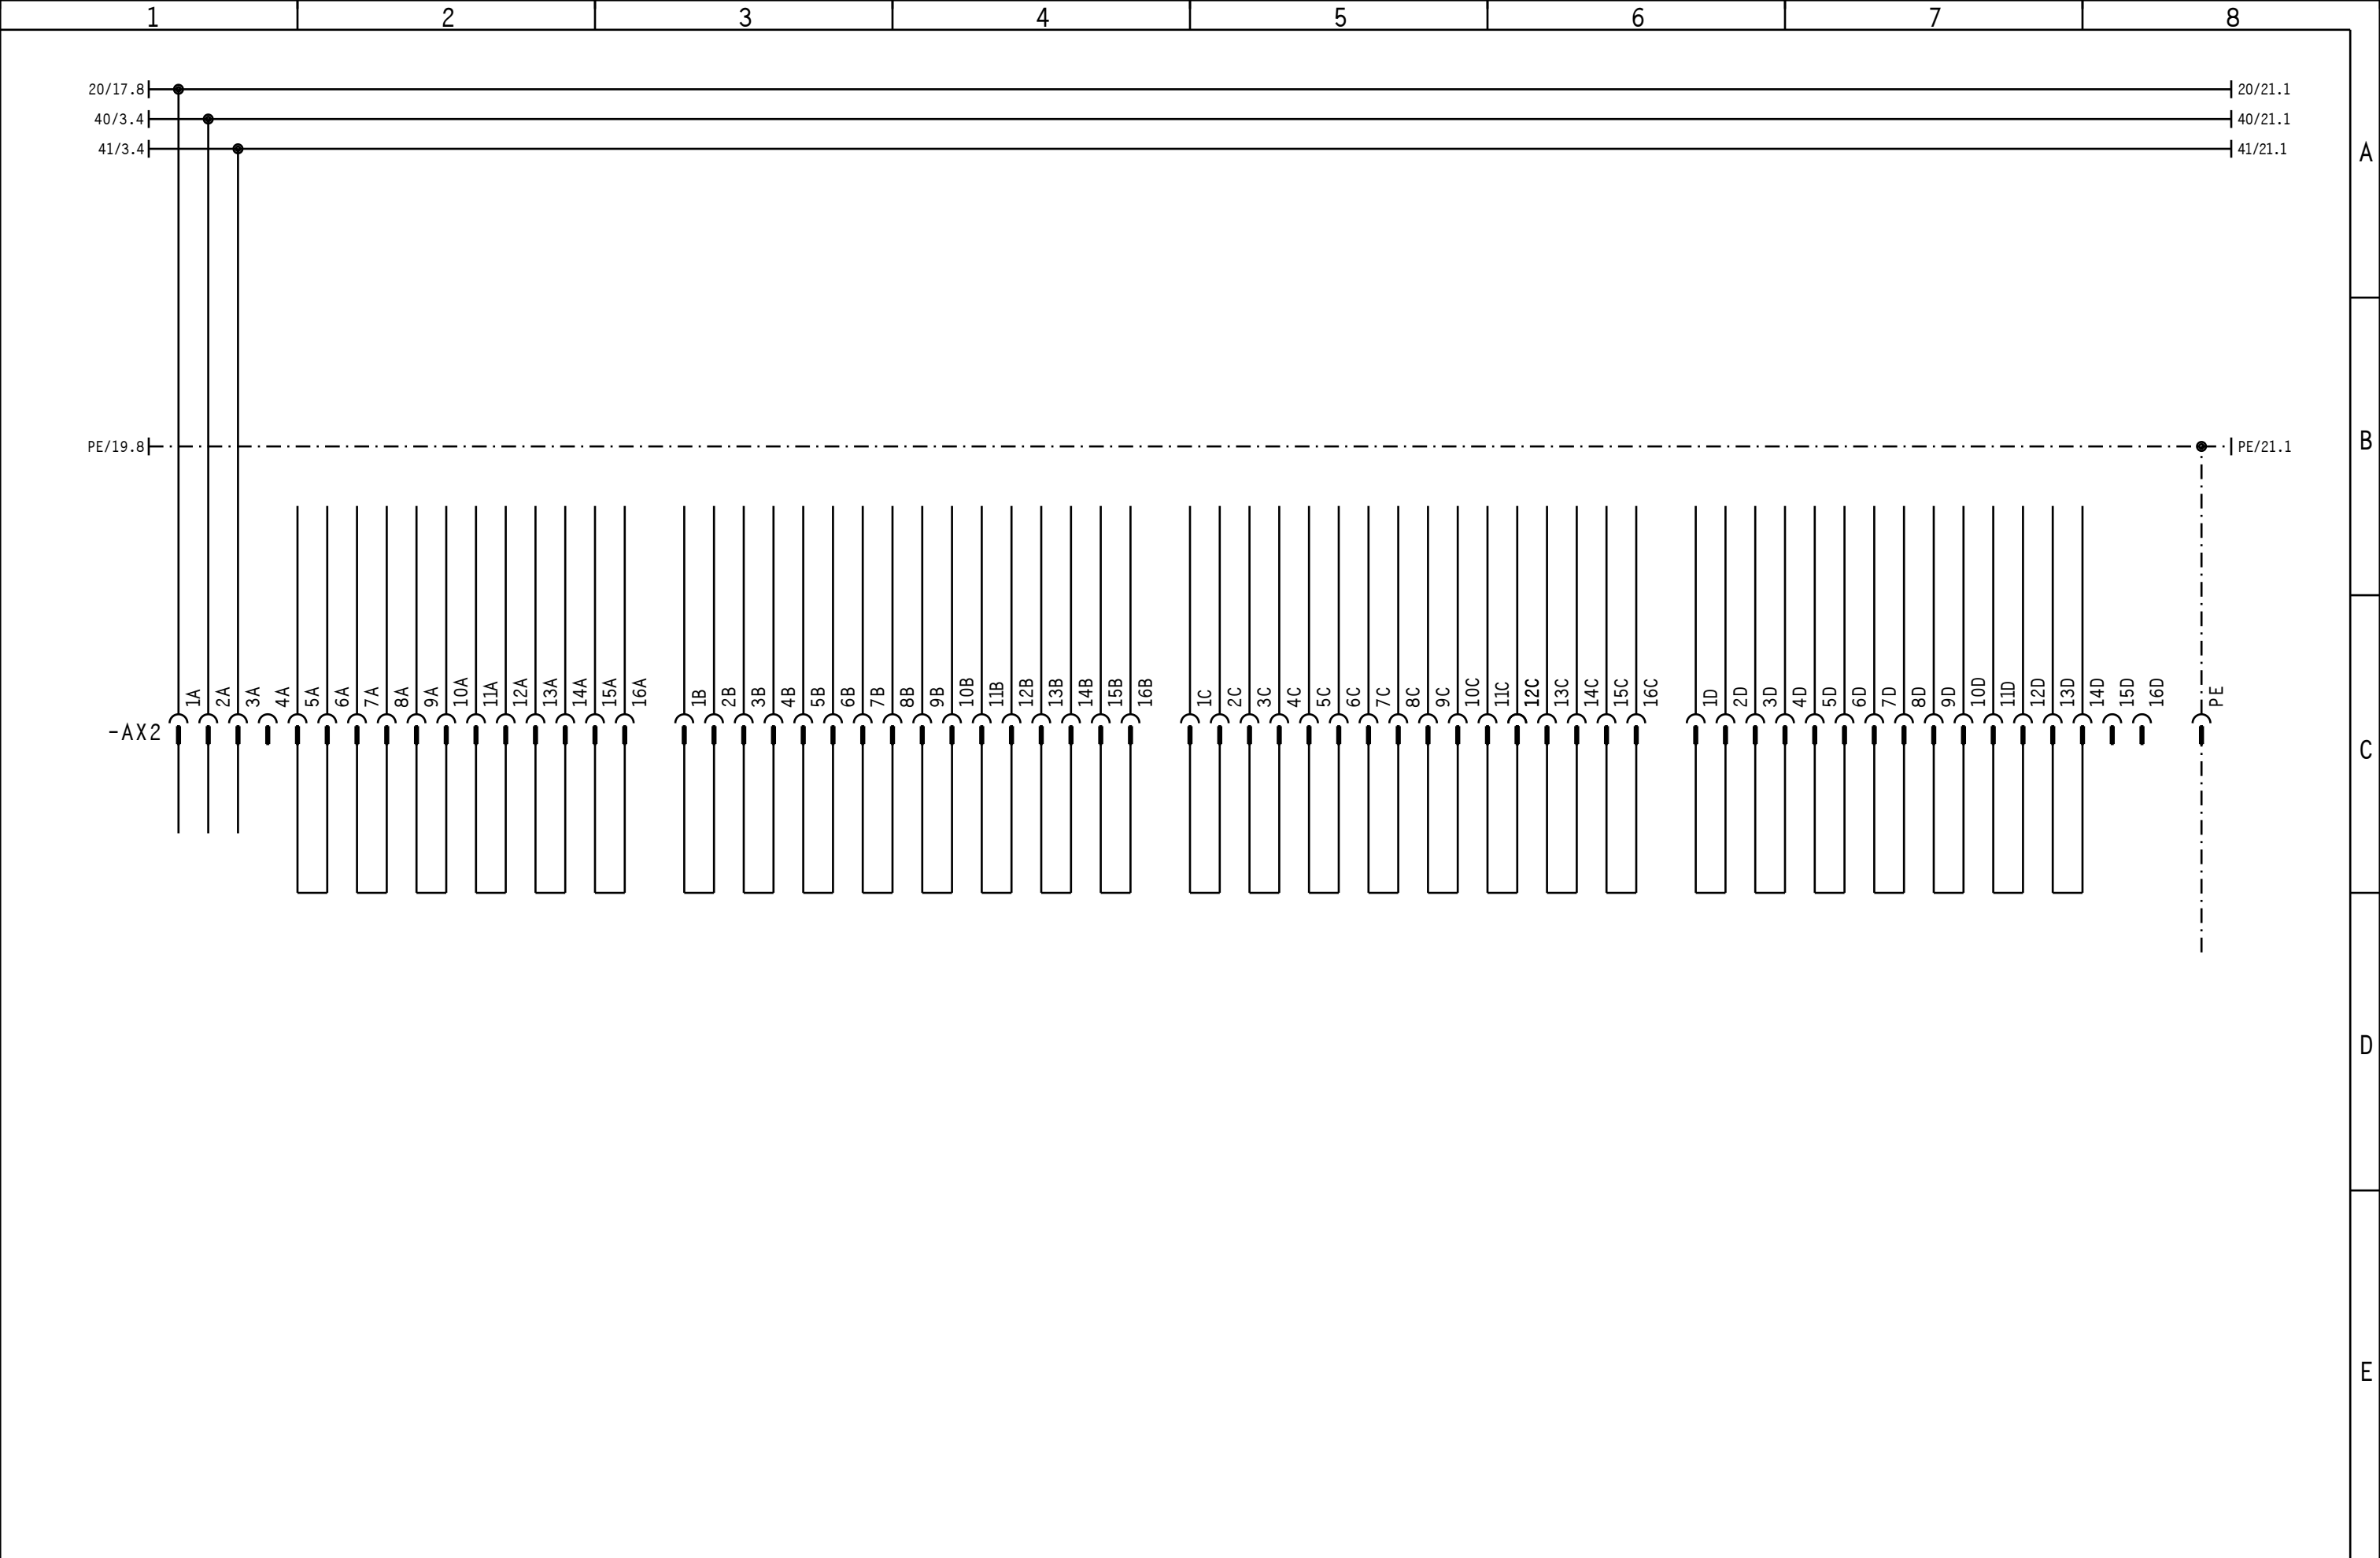 1 2 3 4 5 6 7 8
20/17.8 20/21.1
40/3.4 40/21.1
41/3.4 41/21.1
A
PE/19.8 PE/21.1
B
1A 2A 3A 4A 5A 6A 7A 8A 9A 10A 11A 12A 13A 14A 15A 16A 1B 2B 3B 4B 5B 6B 7B 8B 9B 10B 11B 12B 13B 14B 15B 16B 1C 2C 3C 4C 5C 6C 7C 8C 9C 10C 11C 12C 13C 14C 15C 16C 1D 2D 3D 4D 5D 6D 7D 8D 9D 10D 11D 12D 13D 14D 15D 16D PE
-AX2
C
D
E